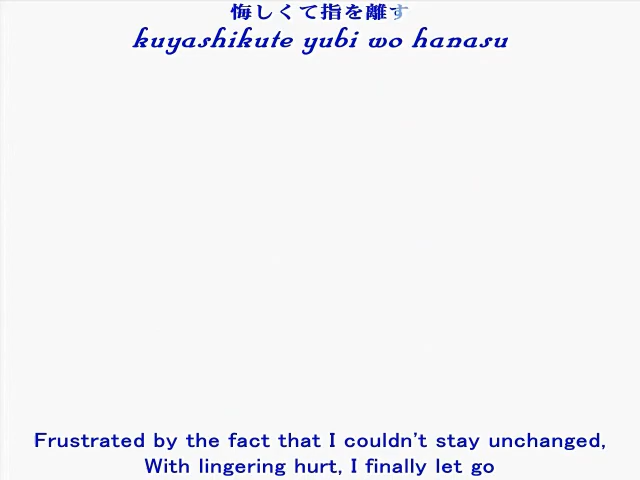 悔しくて指を離す
kuyashikute yubi wo hanasu
Frustrated by the fact that I couldn't stay unchanged,
With lingering hurt, I finally let go